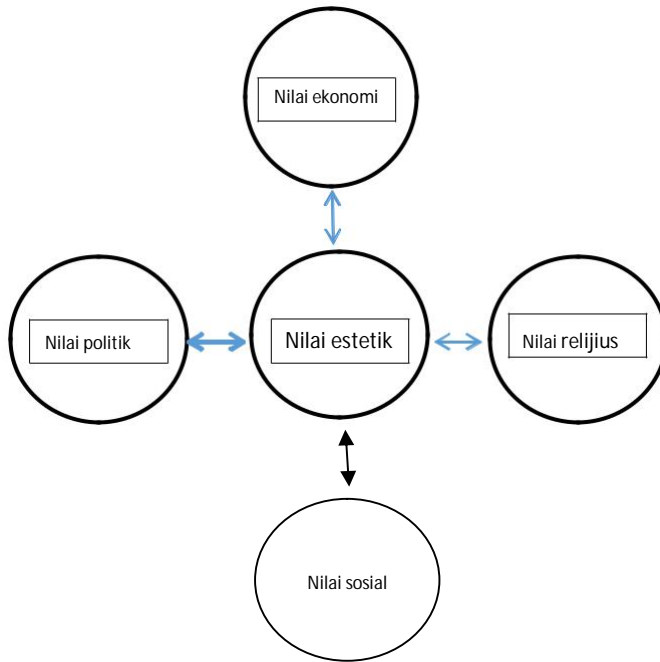 Nilai ekonomi
Nilai politik
Nilai estetik
Nilai relijius
Nilai sosial